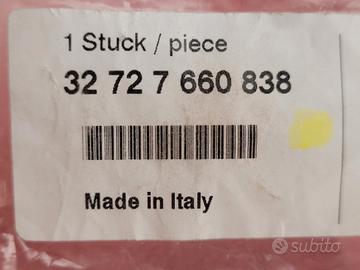 1 Stuck / piece
32 72 7 660 838
Made in Italy
subito